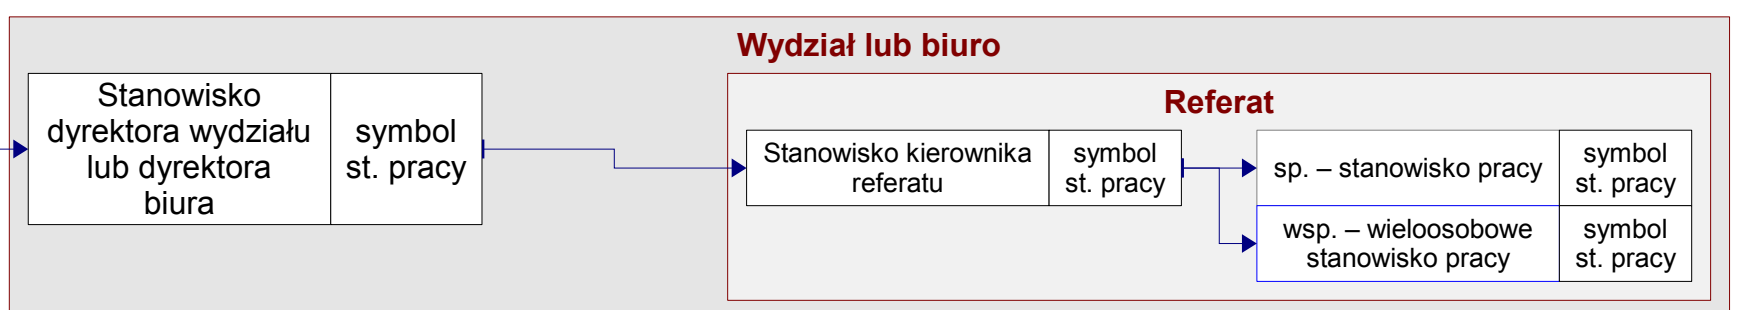 Wydział lub biuro
Stanowisko
dyrektora wydziału
lub dyrektora
biura
symbol
st. pracy
Referat
Stanowisko kierownika
referatu
symbol
st. pracy
sp. – stanowisko pracy
symbol
st. pracy
wsp. – wieloosobowe
stanowisko pracy
symbol
st. pracy